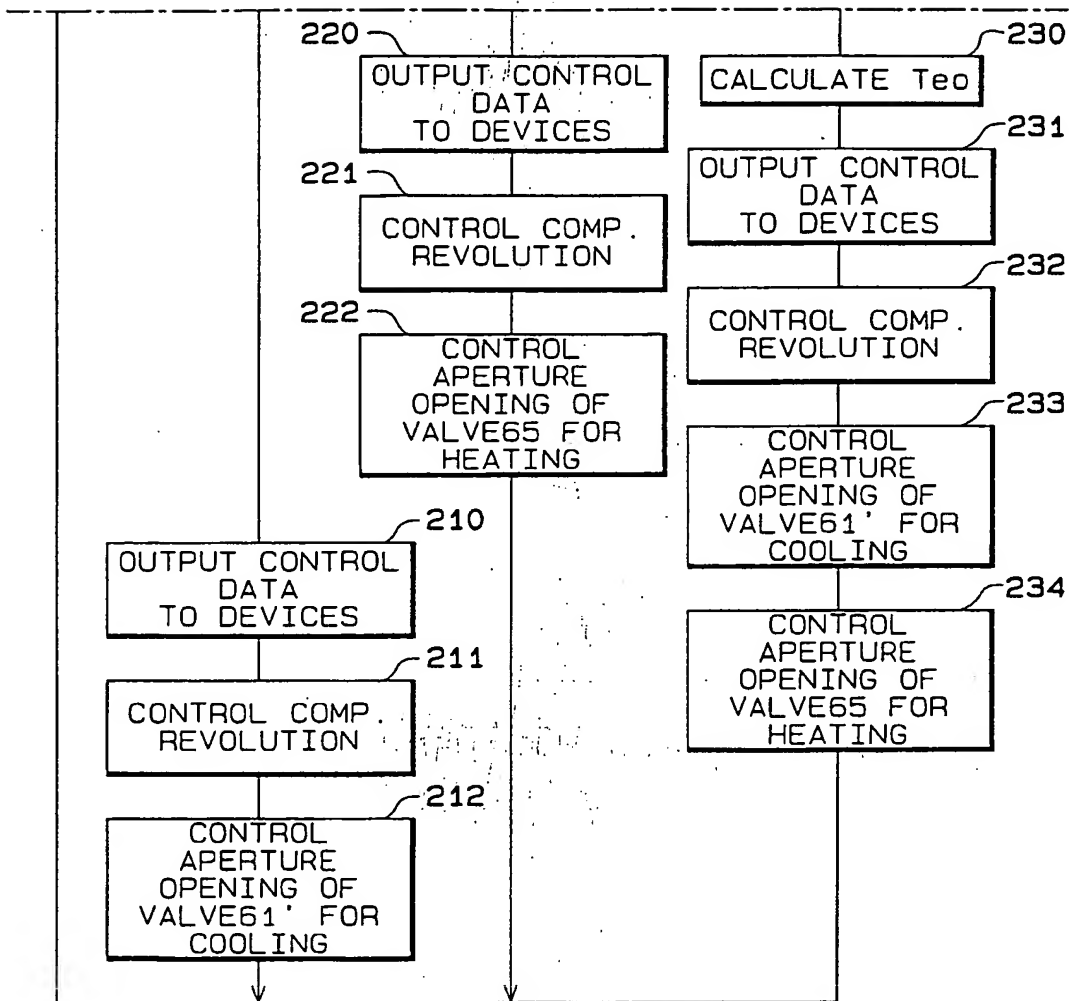 220
OUTPUT CONTROL
DATA
TO DEVICES
221
CONTROL COMP.
REVOLUTION
222
CONTROL
APERTURE
OPENING OF
VALVE65 FOR
HEATING
230
CALCULATE Teo
231
OUTPUT CONTROL
DATA
TO DEVICES
232
CONTROL COMP.
REVOLUTION
233
CONTROL
APERTURE
OPENING OF
VALVE61' FOR
COOLING
234
CONTROL
APERTURE
OPENING OF
VALVE65 FOR
HEATING
210
OUTPUT CONTROL
DATA
TO DEVICES
211
CONTROL COMP.
REVOLUTION
212
CONTROL
APERTURE
OPENING OF
VALVE61' FOR
COOLING